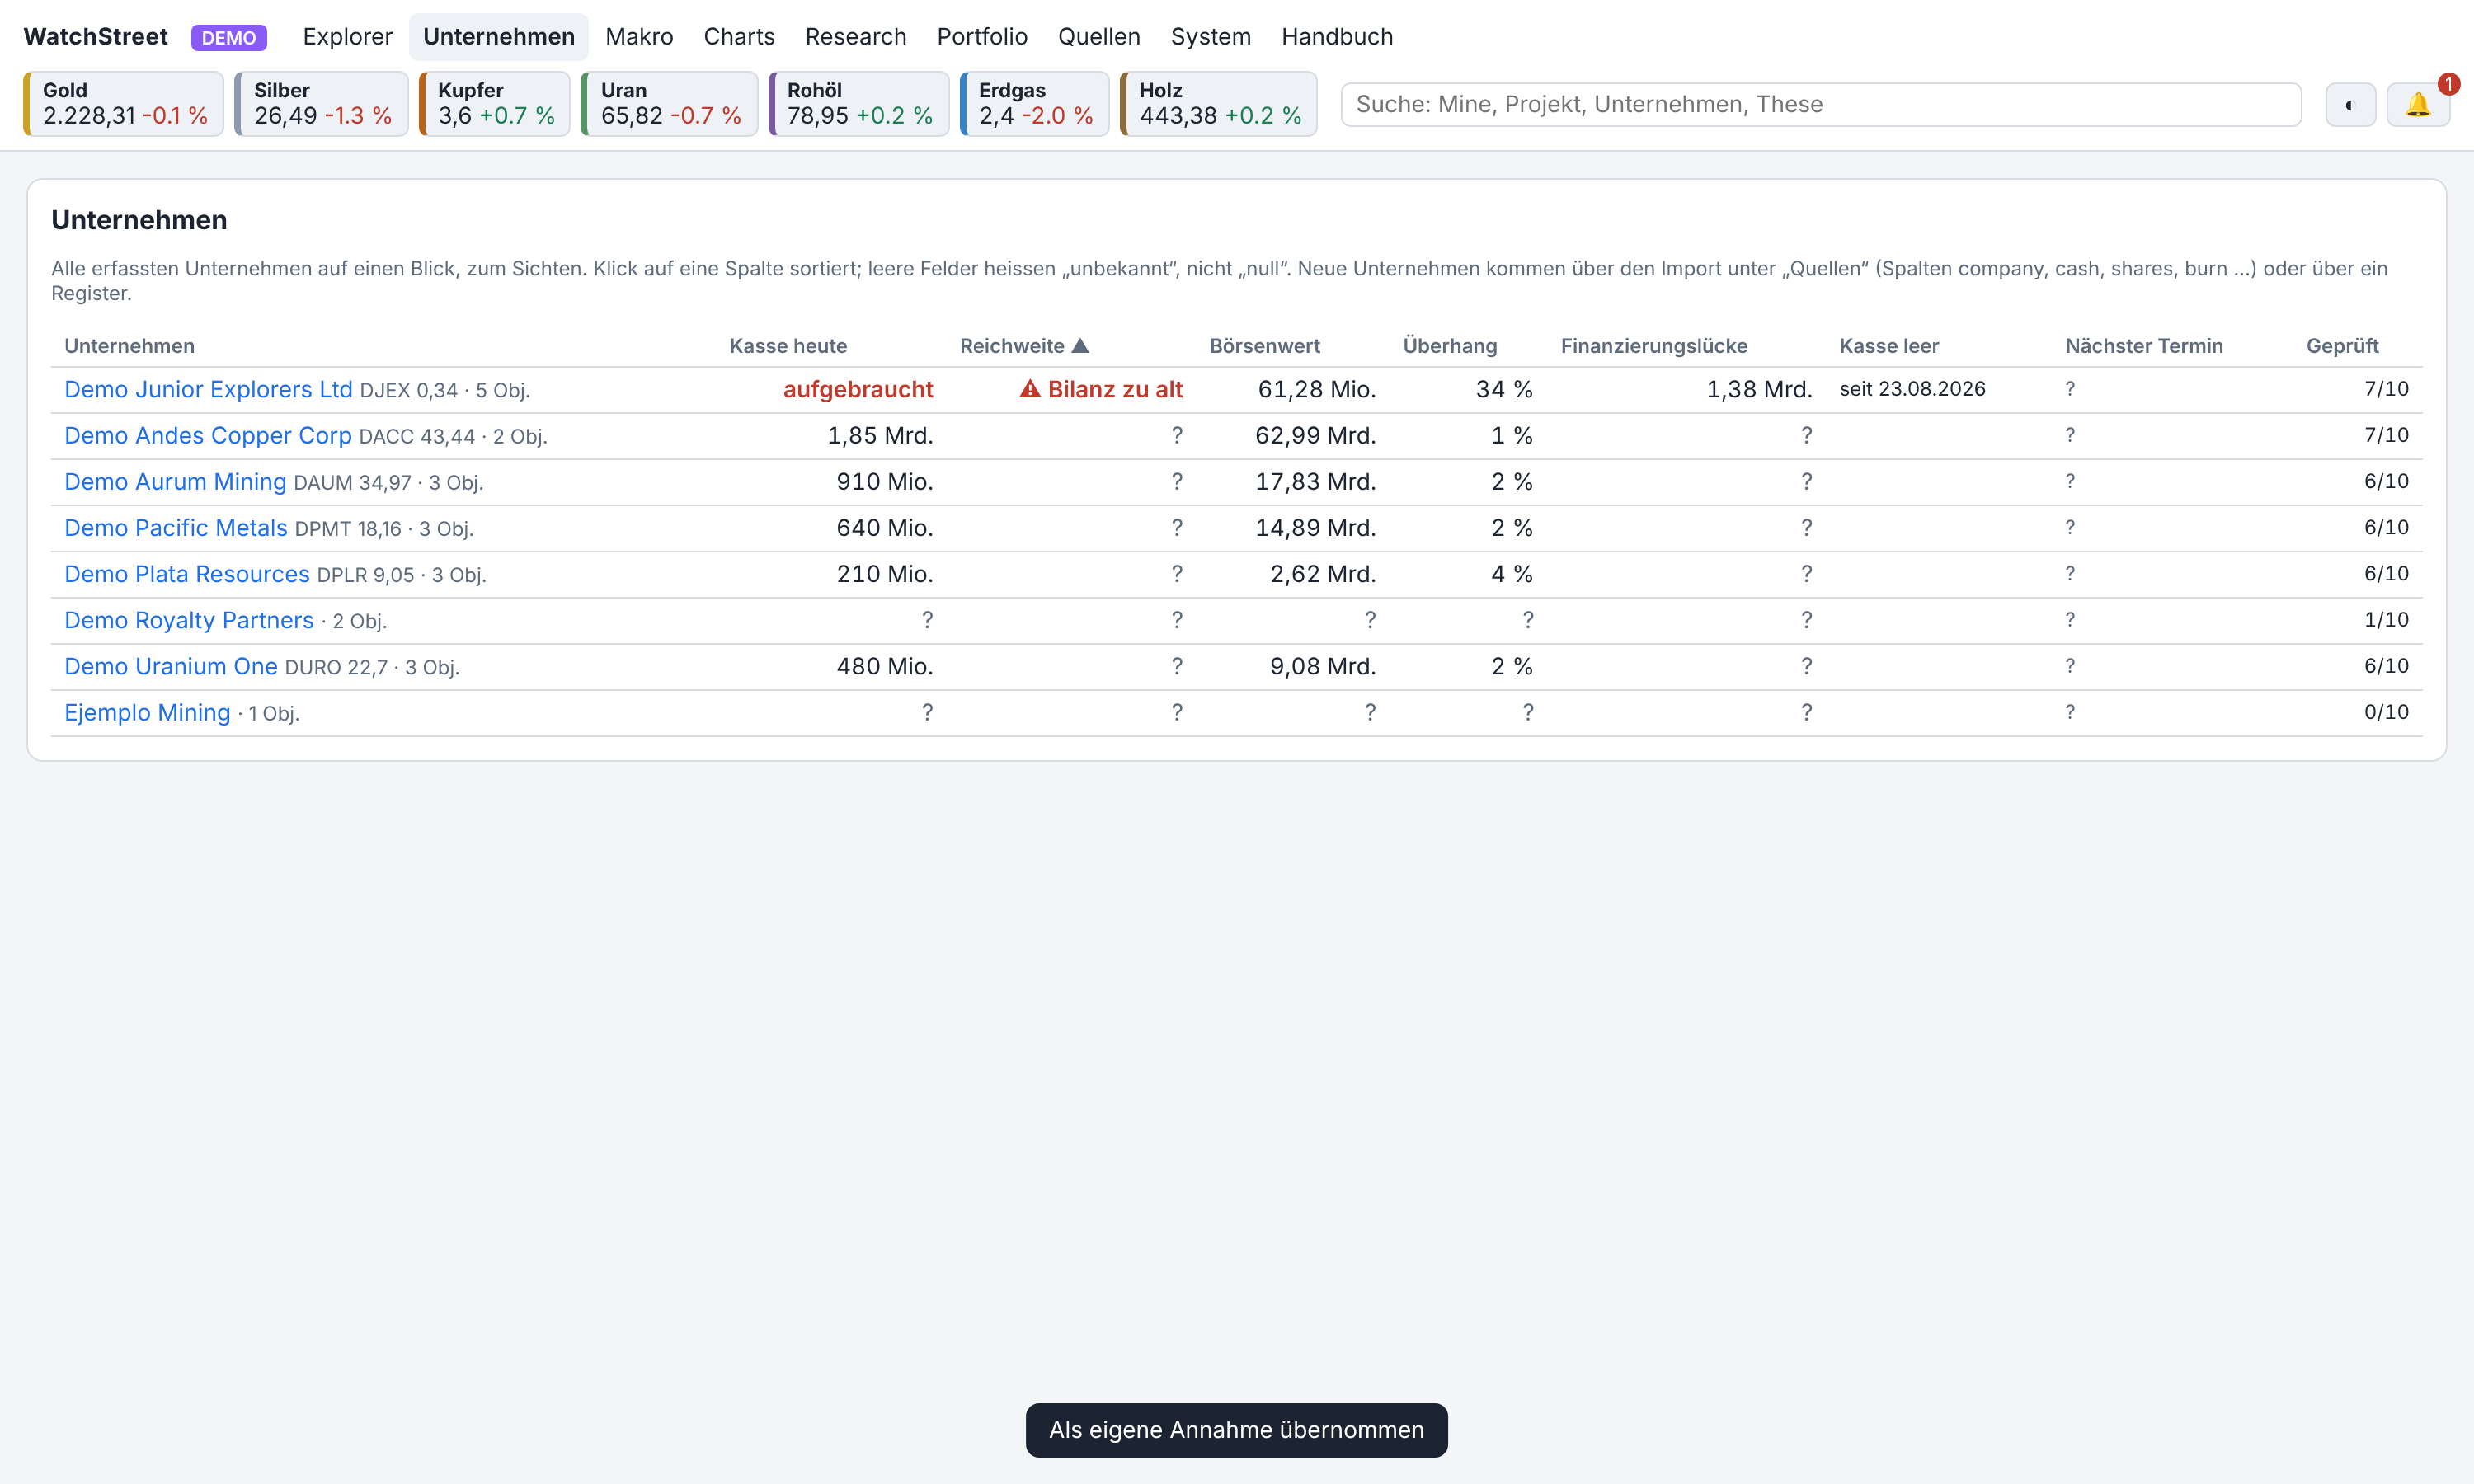 WatchStreet DEMO Explorer Unternehmen Makro Charts Research Portfolio Quellen System Handbuch
Gold Silber Kupfer Uran Rohöl Erdgas Holz
2.228,31 -0.1 % 26,49 -1.3 % 3,6 +0.7 % 65,82 -0.7 % 78,95 +0.2 % 2,4 -2.0 % 443,38 +0.2 %
Suche: Mine, Projekt, Unternehmen, These
1
Unternehmen
Alle erfassten Unternehmen auf einen Blick, zum Sichten. Klick auf eine Spalte sortiert; leere Felder heissen „unbekannt“, nicht „null“. Neue Unternehmen kommen über den Import unter „Quellen“ (Spalten company, cash, shares, burn …) oder über ein
Register.
Unternehmen Kasse heute Reichweite ▲ Börsenwert Überhang Finanzierungslücke Kasse leer Nächster Termin Geprüft
Demo Junior Explorers Ltd DJEX 0,34 · 5 Obj. aufgebraucht ⚠ Bilanz zu alt 61,28 Mio. 34 % 1,38 Mrd. seit 23.08.2026 ? 7/10
Demo Andes Copper Corp DACC 43,44 · 2 Obj. 1,85 Mrd. ? 62,99 Mrd. 1 % ? ? 7/10
Demo Aurum Mining DAUM 34,97 · 3 Obj. 910 Mio. ? 17,83 Mrd. 2 % ? ? 6/10
Demo Pacific Metals DPMT 18,16 · 3 Obj. 640 Mio. ? 14,89 Mrd. 2 % ? ? 6/10
Demo Plata Resources DPLR 9,05 · 3 Obj. 210 Mio. ? 2,62 Mrd. 4 % ? ? 6/10
Demo Royalty Partners · 2 Obj. ? ? ? ? ? ? 1/10
Demo Uranium One DURO 22,7 · 3 Obj. 480 Mio. ? 9,08 Mrd. 2 % ? ? 6/10
Ejemplo Mining · 1 Obj. ? ? ? ? ? ? 0/10
Als eigene Annahme übernommen